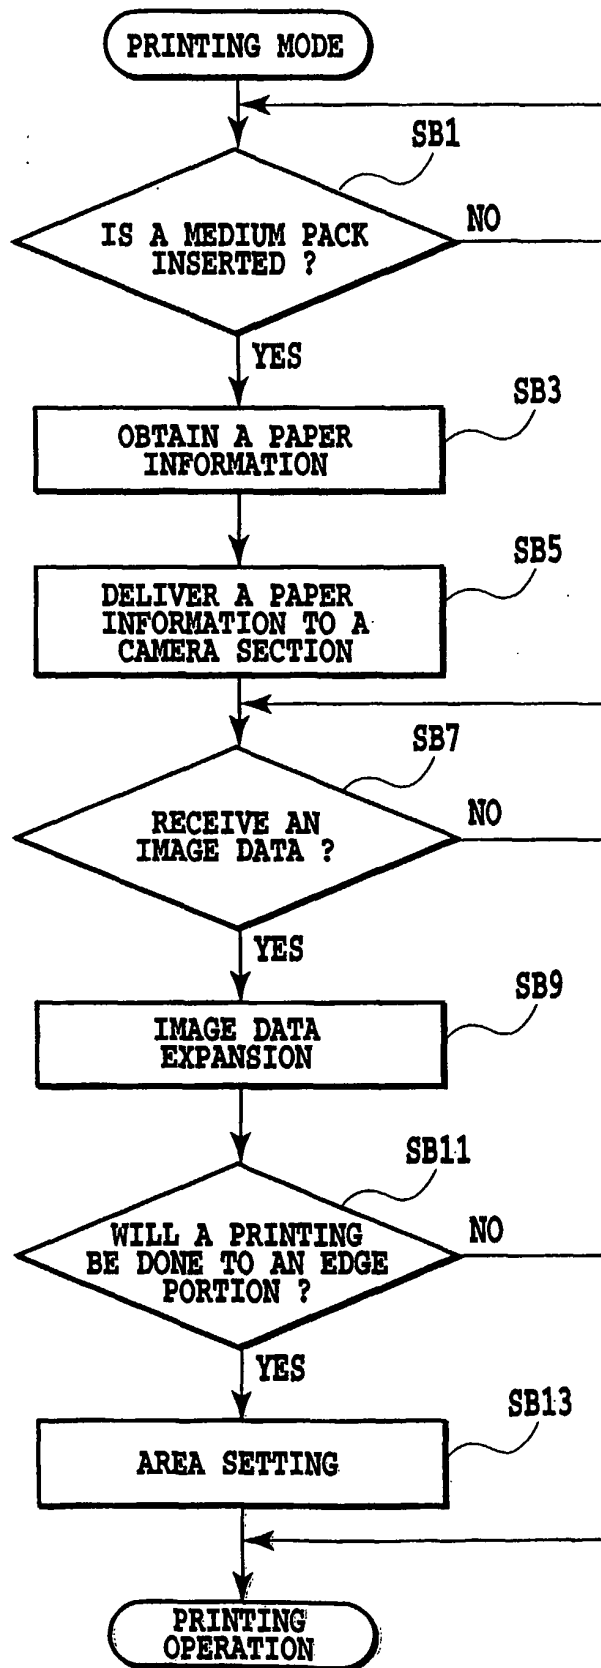 PRINTING MODE
SB1
IS A MEDIUM PACK
INSERTED ?
NO
YES
SB3
OBTAIN A PAPER
INFORMATION
SB5
DELIVER A PAPER
INFORMATION TO A
CAMERA SECTION
SB7
RECEIVE AN
IMAGE DATA ?
NO
YES
SB9
IMAGE DATA
EXPANSION
SB11
WILL A PRINTING
BE DONE TO AN EDGE
PORTION ?
NO
YES
SB13
AREA SETTING
PRINTING
OPERATION